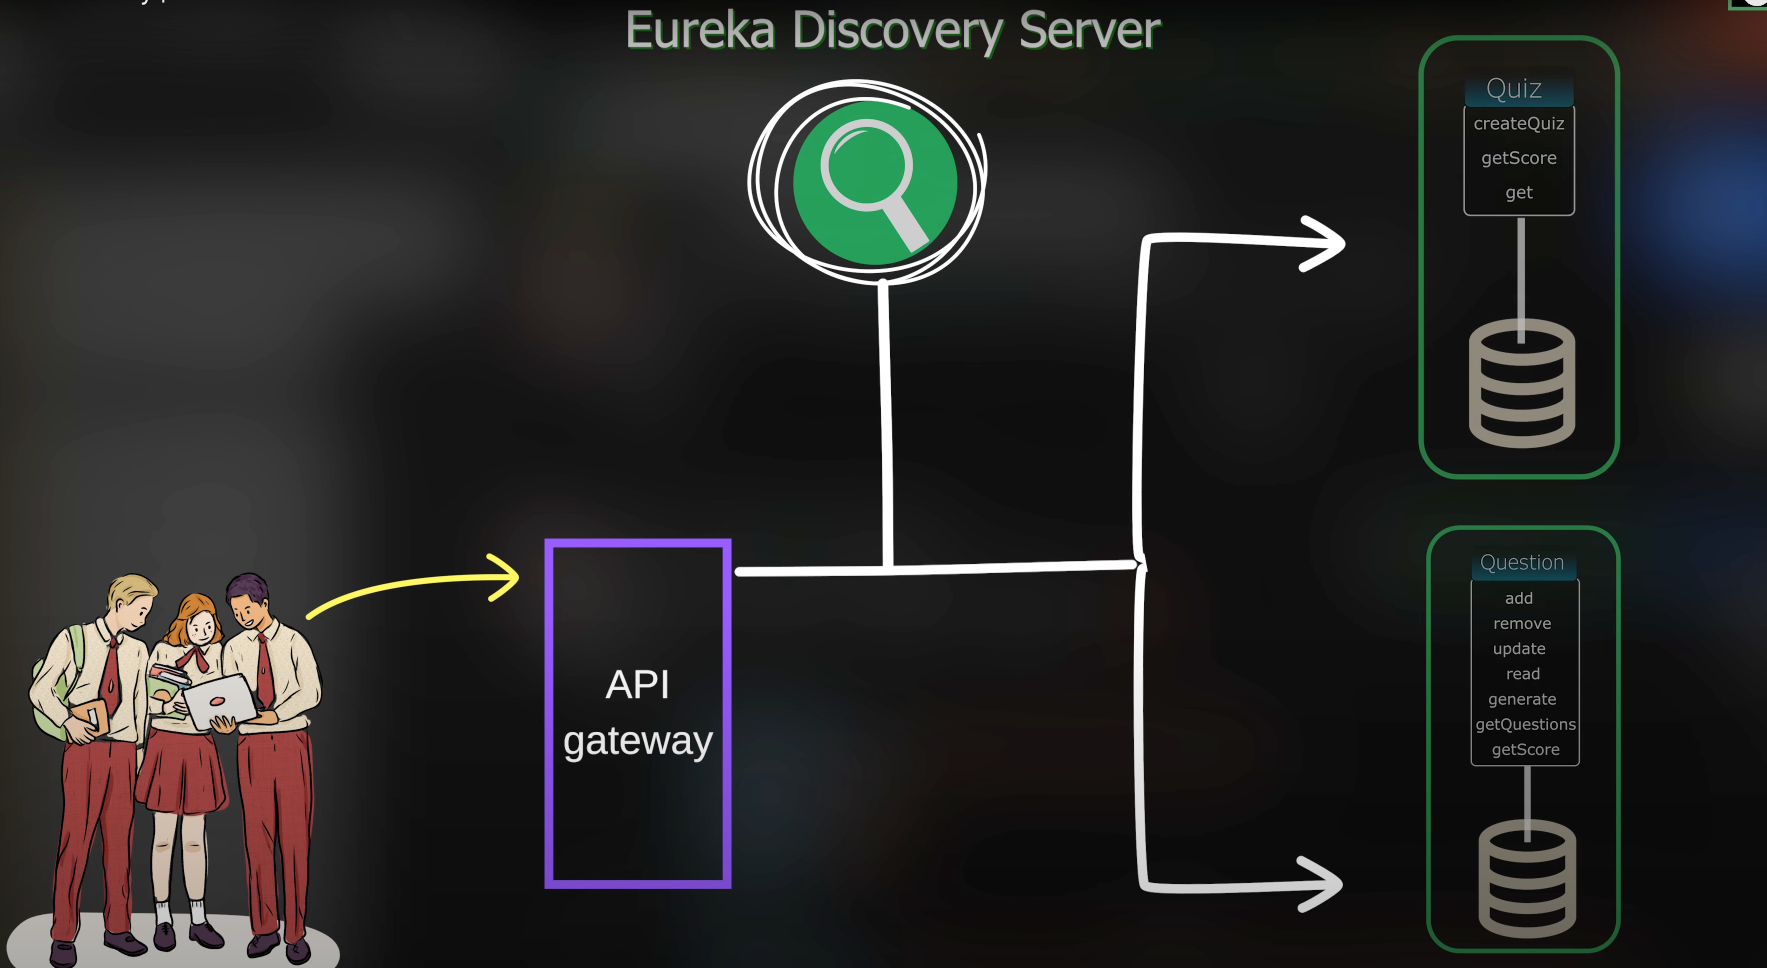 Eureka Discovery Server
Quiz
createQuiz
getScore
get
Question
add
remove
update
read
generate
getQuestions
getScore
API
gateway